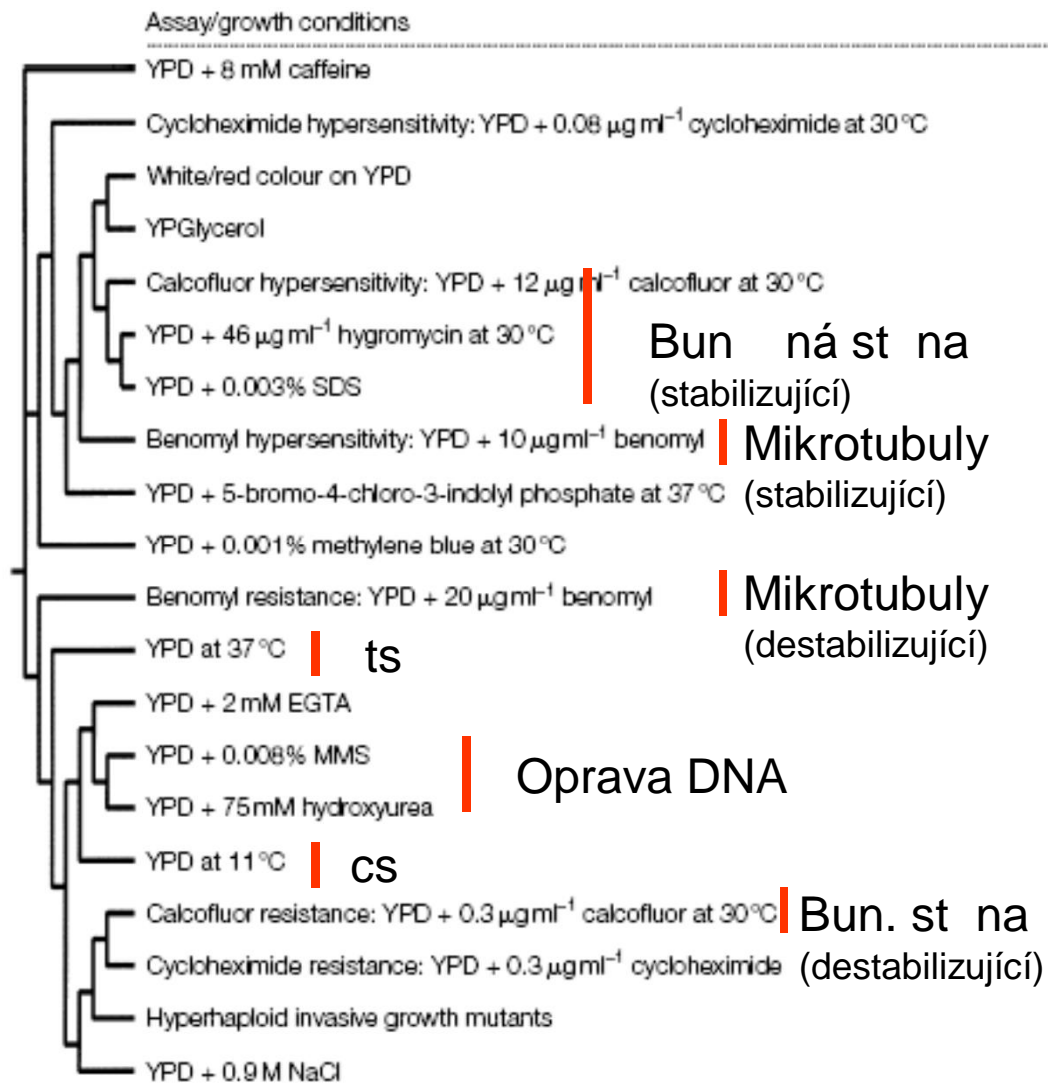 Assay/growth conditions
YPD + 8 mM caffeine
Cycloheximide hypersensitivity: YPD + 0.08 µg ml⁻¹ cycloheximide at 30 °C
White/red colour on YPD
YPGlycerol
Calcofluor hypersensitivity: YPD + 12 µg ml⁻¹ calcofluor at 30 °C
YPD + 46 µg ml⁻¹ hygromycin at 30 °C
Bun ná st na
YPD + 0.003% SDS
(stabilizující)
Benomyl hypersensitivity: YPD + 10 µg ml⁻¹ benomyl
Mikrotubuly
YPD + 5-bromo-4-chloro-3-indolyl phosphate at 37 °C
(stabilizující)
YPD + 0.001% methylene blue at 30 °C
Benomyl resistance: YPD + 20 µg ml⁻¹ benomyl
Mikrotubuly
(destabilizující)
YPD at 37 °C
ts
YPD + 2 mM EGTA
YPD + 0.008% MMS
Oprava DNA
YPD + 75 mM hydroxyurea
YPD at 11 °C
cs
Calcofluor resistance: YPD + 0.3 µg ml⁻¹ calcofluor at 30 °C
Bun. st na
Cycloheximide resistance: YPD + 0.3 µg ml⁻¹ cycloheximide
(destabilizující)
Hyperhaploid invasive growth mutants
YPD + 0.9 M NaCl